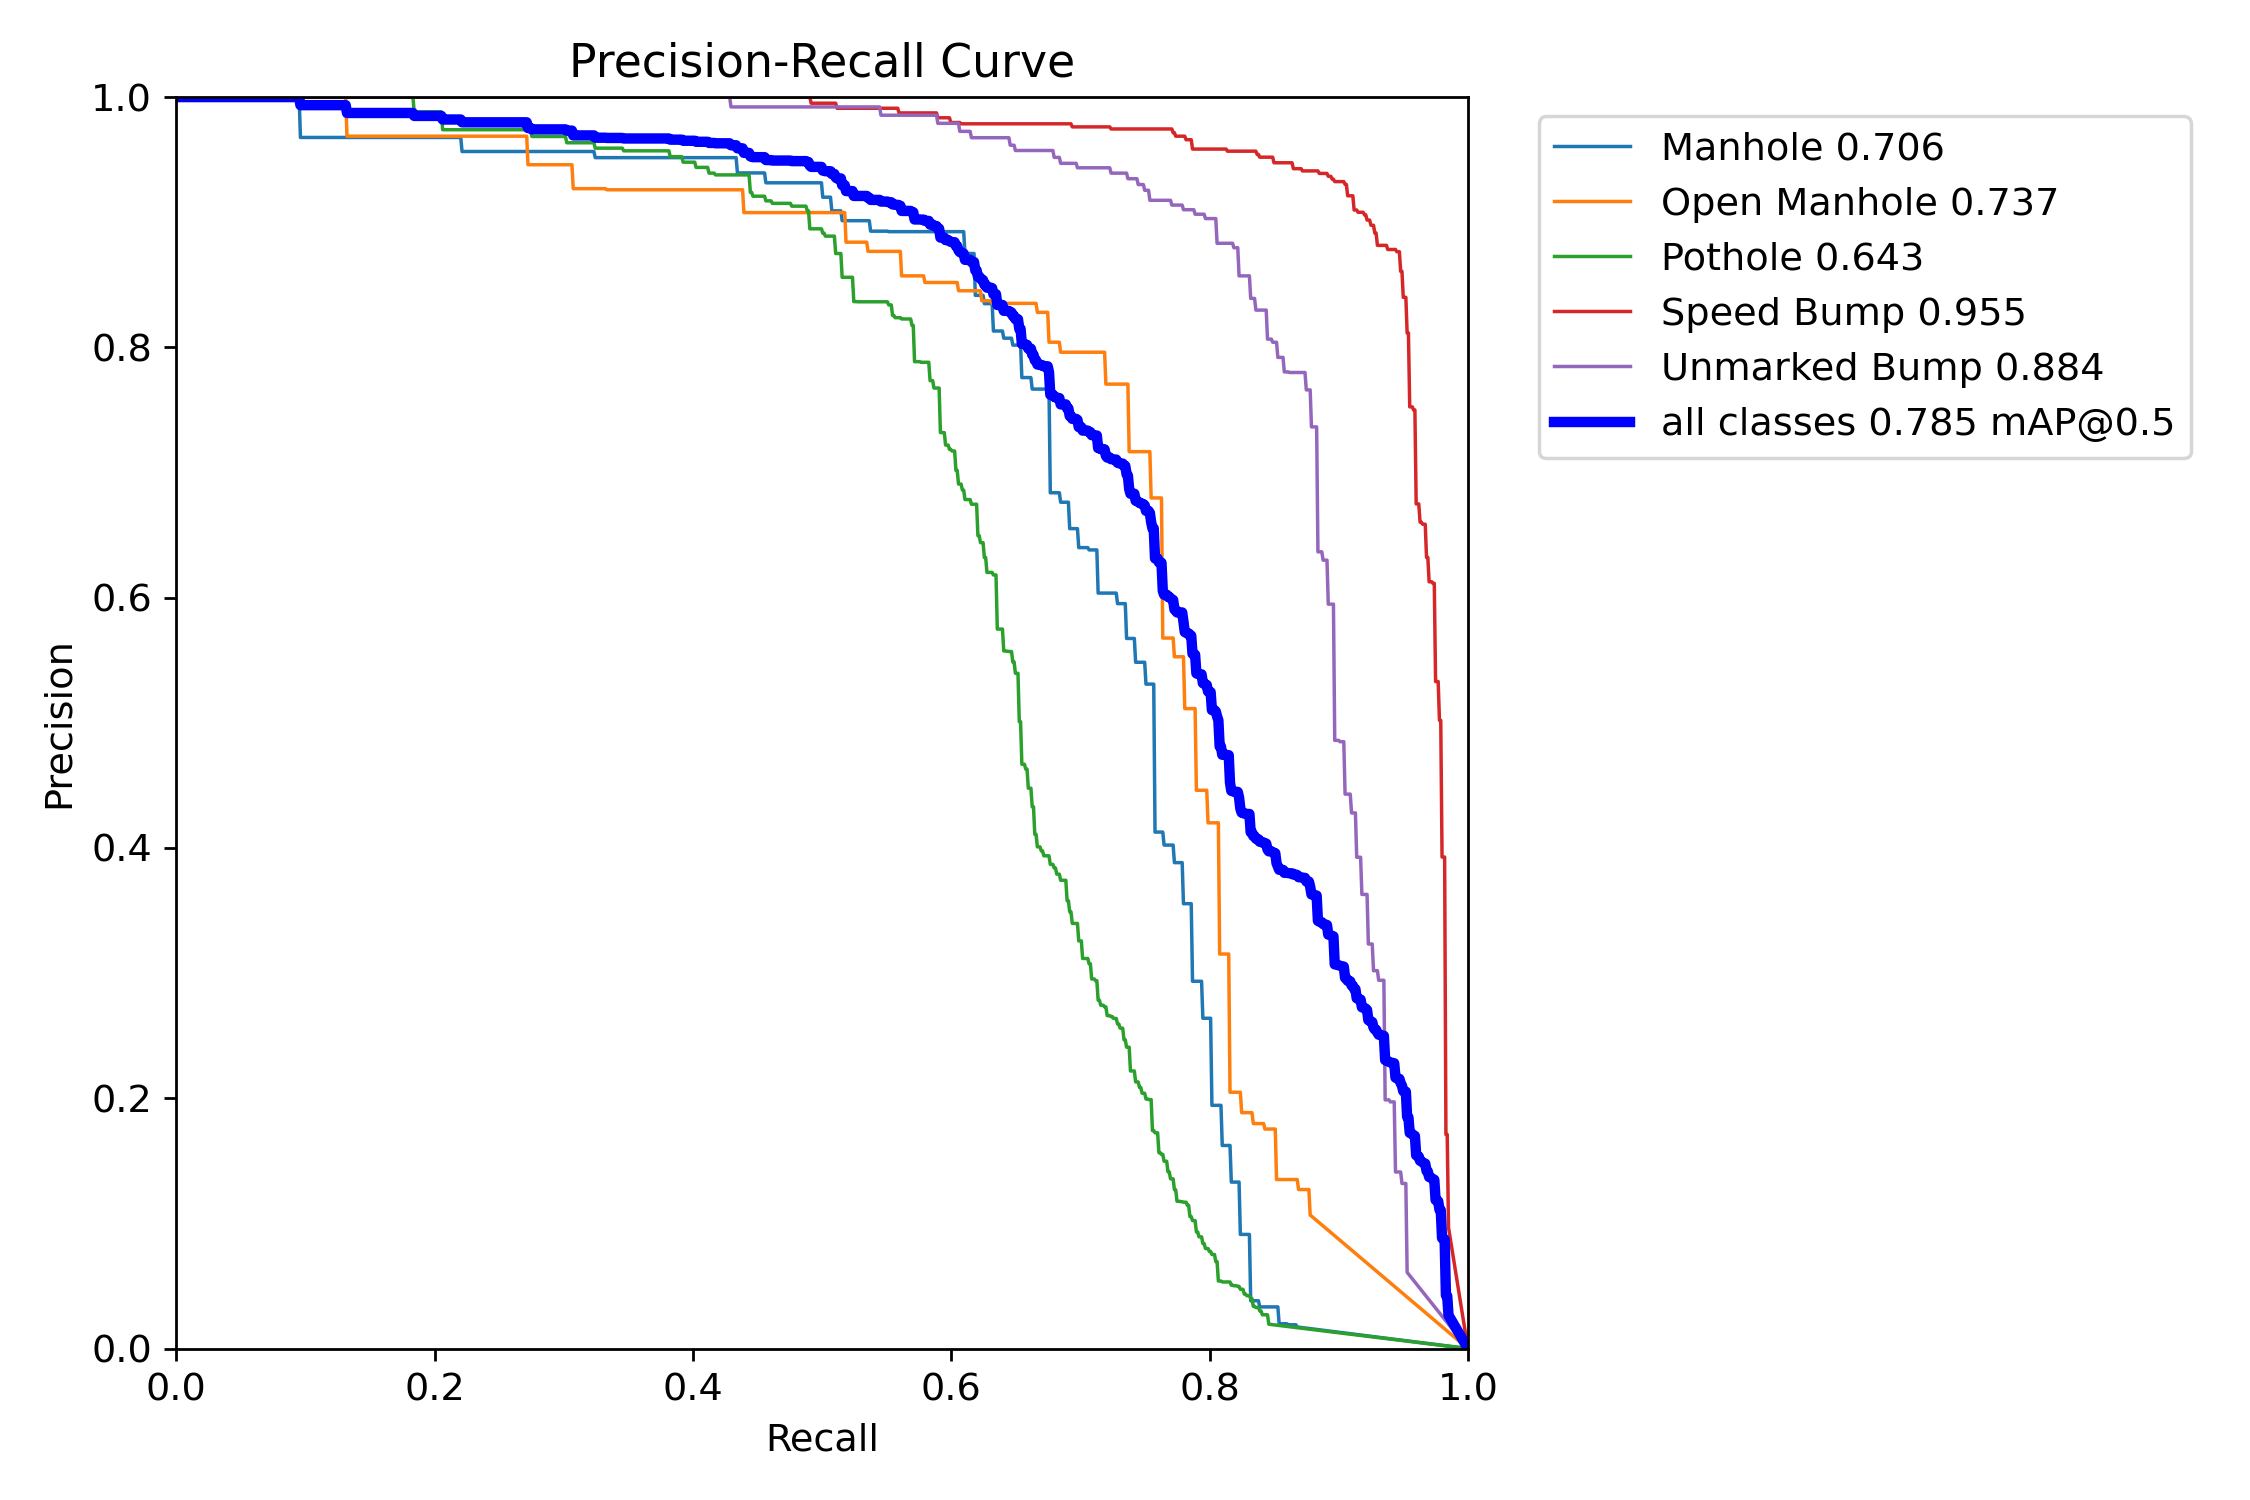 Precision-Recall Curve
1.0
0.8
0.6
0.4
0.2
0.0
Precision
0.0 0.2 0.4 0.6 0.8 1.0
Recall
Manhole 0.706
Open Manhole 0.737
Pothole 0.643
Speed Bump 0.955
Unmarked Bump 0.884
all classes 0.785 mAP@0.5